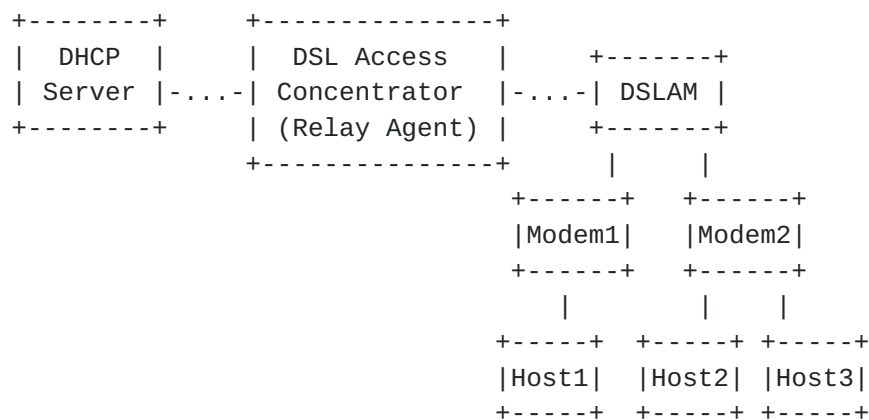 +--------+     +---------------+
|  DHCP  |     |  DSL Access   |     +-------+
| Server |-...-| Concentrator  |-...-| DSLAM |
+--------+     | (Relay Agent) |     +-------+
               +---------------+      |     |
                               +------+   +------+
                               |Modem1|   |Modem2|
                               +------+   +------+
                                  |        |    |
                              +-----+  +-----+ +-----+
                              |Host1|  |Host2| |Host3|
                              +-----+  +-----+ +-----+